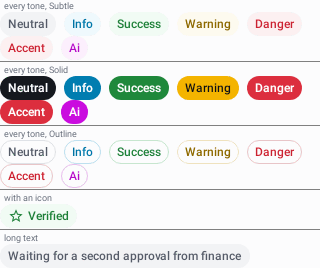 every tone, Subtle
Neutral Info Success Warning Danger
Accent Ai
every tone, Solid
Neutral Info Success Warning Danger
Accent Ai
every tone, Outline
Neutral Info Success Warning Danger
Accent Ai
with an icon
Verified
long text
Waiting for a second approval from finance